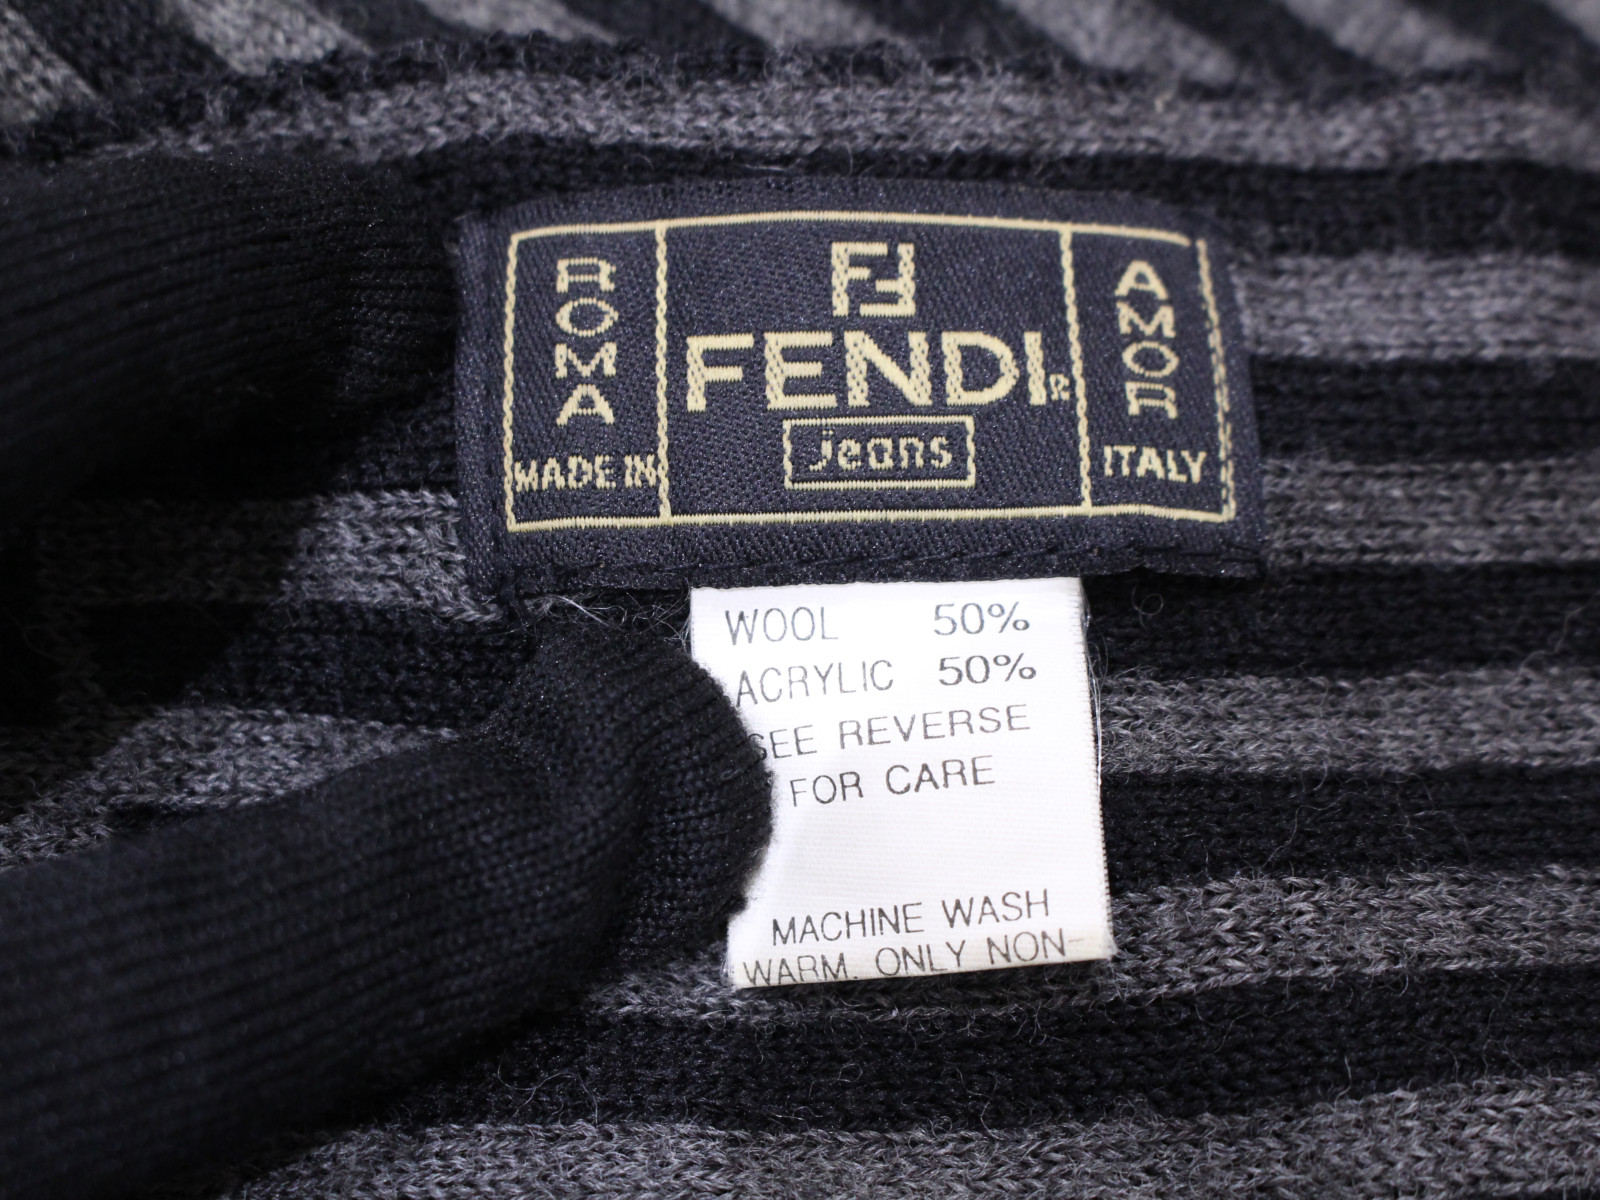 ROMA
MADE IN
FF
FENDI R
Jeans
AMOR
ITALY
WOOL 50%
ACRYLIC 50%
SEE REVERSE
FOR CARE
MACHINE WASH
WARM. ONLY NON-